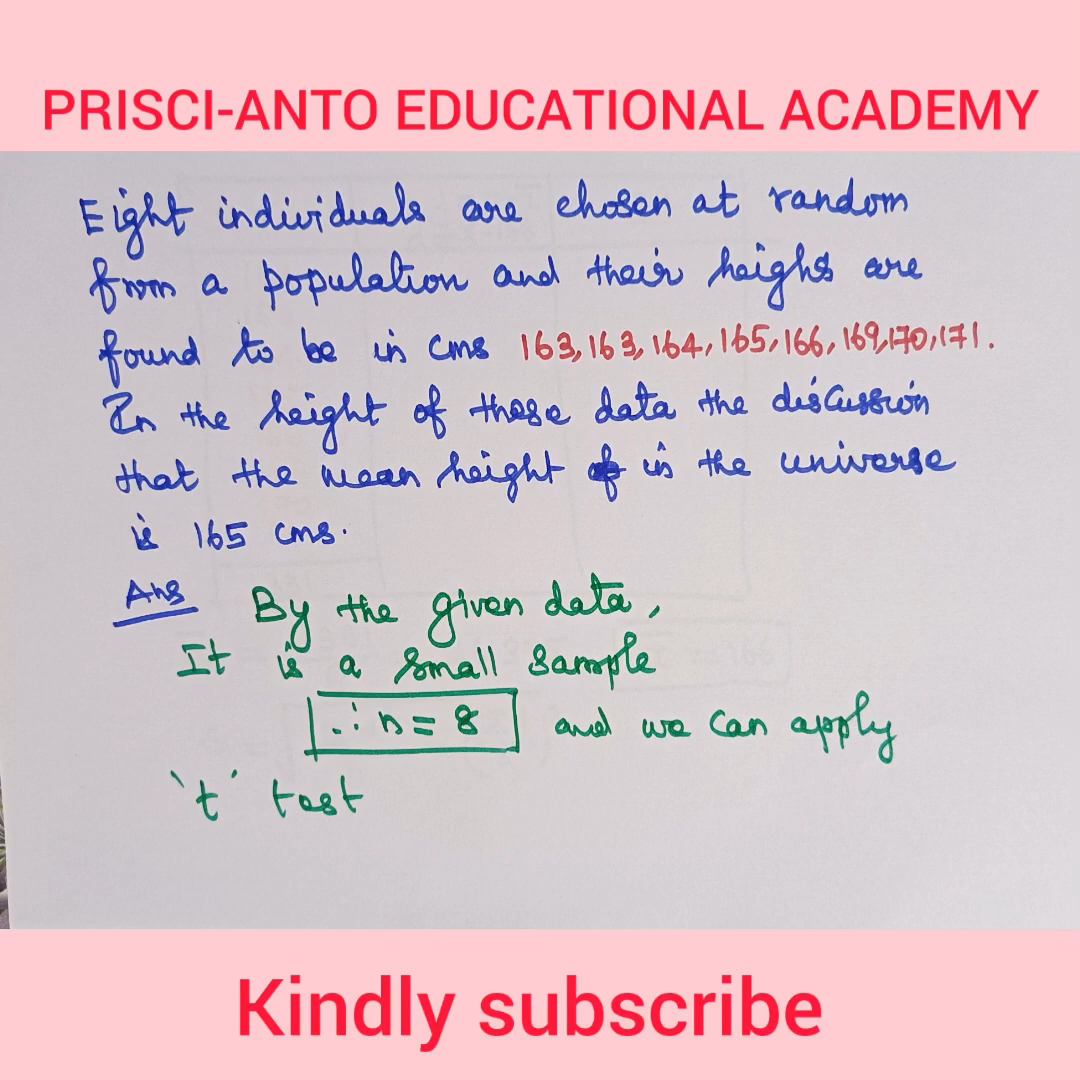 PRISCI-ANTO EDUCATIONAL ACADEMY
Eight individuals are chosen at random
from a population and their heighs are
found to be in cms 163, 163, 164, 165, 166, 169, 170, 171.
In the height of these data the discussion
that the mean height in the universe
is 165 cms.
Ans By the given data,
It is a small sample
∴ n = 8 and we can apply
't' test
Kindly subscribe